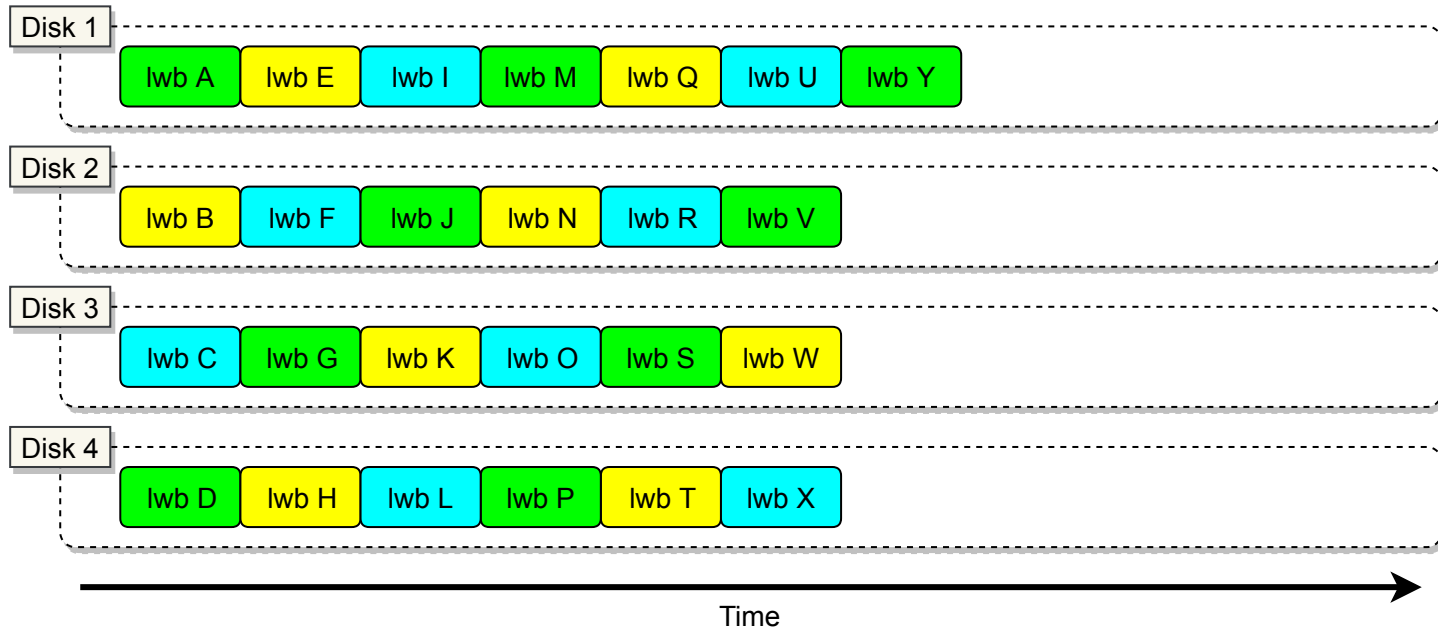 Disk 1
lwb A lwb E lwb I lwb M lwb Q lwb U lwb Y
Disk 2
lwb B lwb F lwb J lwb N lwb R lwb V
Disk 3
lwb C lwb G lwb K lwb O lwb S lwb W
Disk 4
lwb D lwb H lwb L lwb P lwb T lwb X
Time